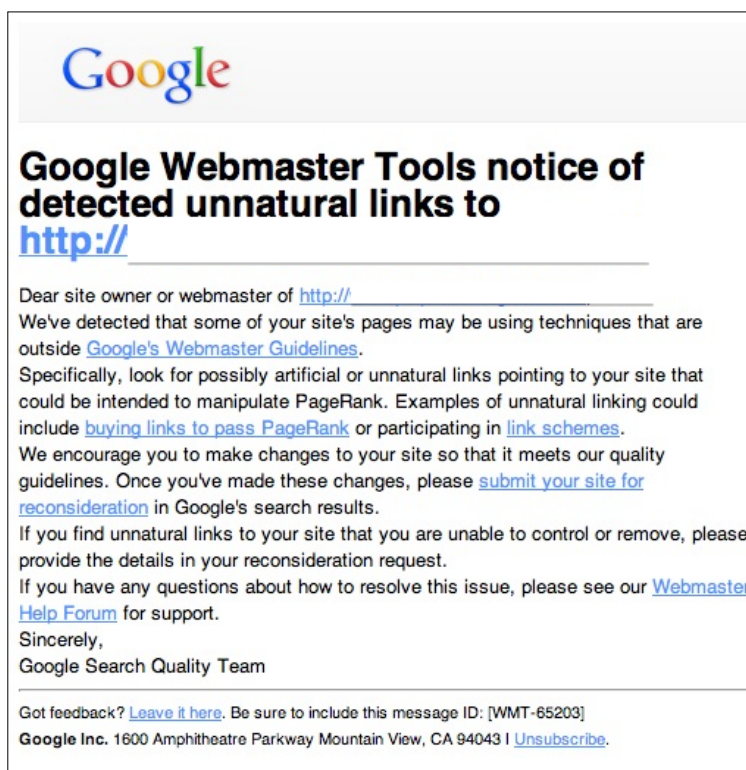 Google
Google Webmaster Tools notice of
detected unnatural links to
http://
Dear site owner or webmaster of http://
We've detected that some of your site's pages may be using techniques that are
outside Google's Webmaster Guidelines.
Specifically, look for possibly artificial or unnatural links pointing to your site that
could be intended to manipulate PageRank. Examples of unnatural linking could
include buying links to pass PageRank or participating in link schemes.
We encourage you to make changes to your site so that it meets our quality
guidelines. Once you've made these changes, please submit your site for
reconsideration in Google's search results.
If you find unnatural links to your site that you are unable to control or remove, please
provide the details in your reconsideration request.
If you have any questions about how to resolve this issue, please see our Webmaster
Help Forum for support.
Sincerely,
Google Search Quality Team
Got feedback? Leave it here. Be sure to include this message ID: [WMT-65203]
Google Inc. 1600 Amphitheatre Parkway Mountain View, CA 94043 | Unsubscribe.